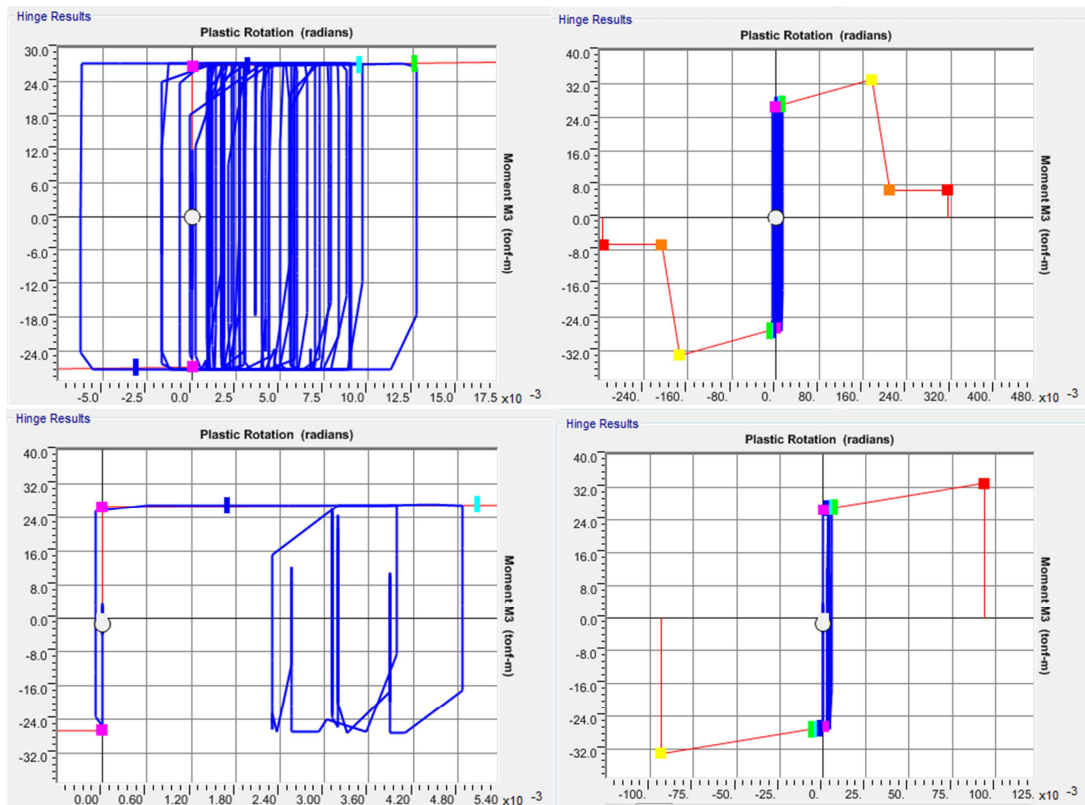 Hinge Results
Plastic Rotation (radians)
30.0
24.0
18.0
12.0
6.0
0.0
-6.0
-12.0
-18.0
-24.0
Moment M3 (tonf-m)
-5.0 -2.5 0.0 2.5 5.0 7.5 10.0 12.5 15.0 17.5 x10 -3
Hinge Results
Plastic Rotation (radians)
40.0
32.0
24.0
16.0
8.0
0.0
-8.0
-16.0
-24.0
-32.0
Moment M3 (tonf-m)
-240. -160. -80. 0. 80. 160. 240. 320. 400. 480. x10 -3
Hinge Results
Plastic Rotation (radians)
40.0
32.0
24.0
16.0
8.0
0.0
-8.0
-16.0
-24.0
-32.0
Moment M3 (tonf-m)
0.00 0.60 1.20 1.80 2.40 3.00 3.60 4.20 4.80 5.40 x10 -3
Hinge Results
Plastic Rotation (radians)
40.0
32.0
24.0
16.0
8.0
0.0
-8.0
-16.0
-24.0
-32.0
Moment M3 (tonf-m)
-100. -75. -50. -25. 0. 25. 50. 75. 100. 125. x10 -3